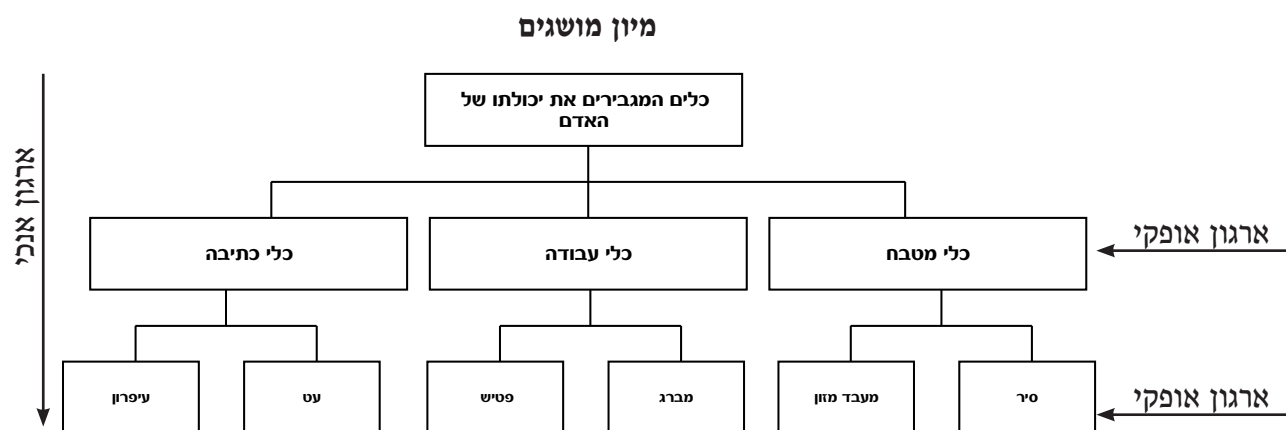 מיון מושגים
כלים המגבירים את יכולתו של
האדם
ארגון אנכי
ארגון אופקי
כלי מטבח
כלי עבודה
כלי כתיבה
ארגון אופקי
סיר
מעבד מזון
מברג
פטיש
עט
עיפרון